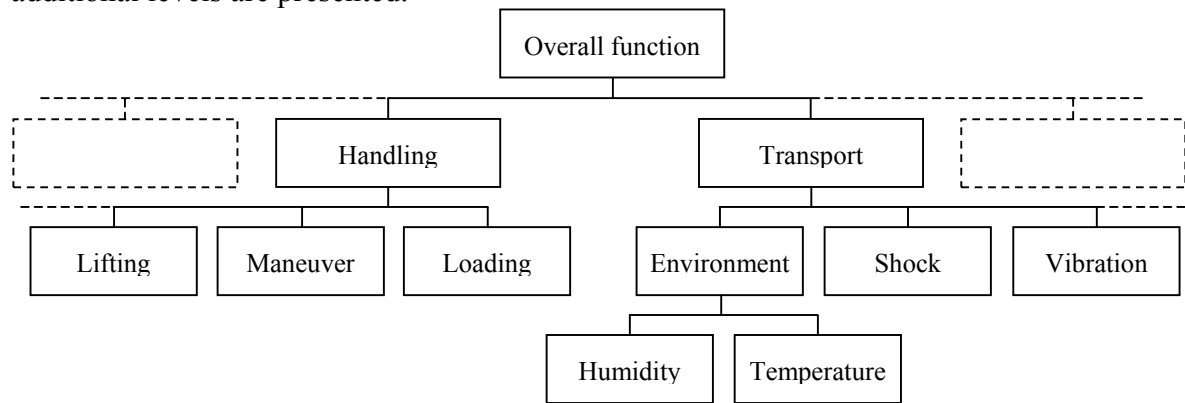 additional levels are presented.
Overall function
Handling
Transport
Lifting
Maneuver
Loading
Environment
Shock
Vibration
Humidity
Temperature